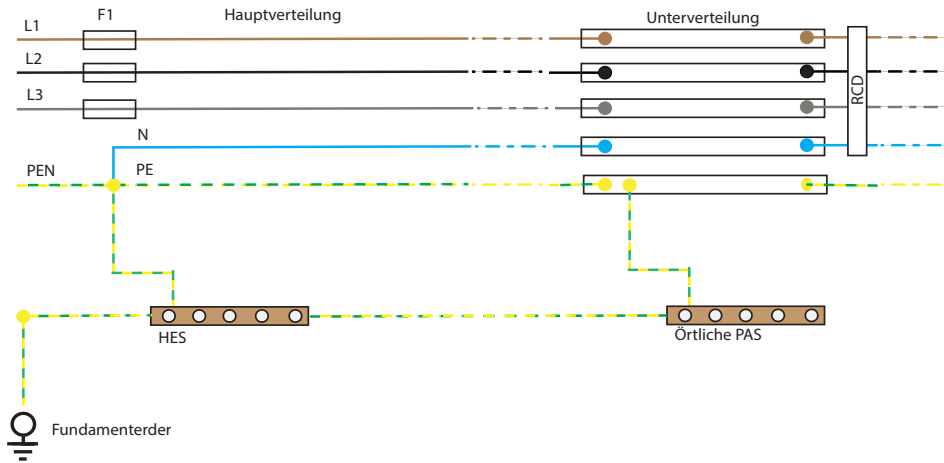 F1
Hauptverteilung
Unterverteilung
L1
L2
L3
RCD
N
PEN
PE
HES
Örtliche PAS
Fundamenterder